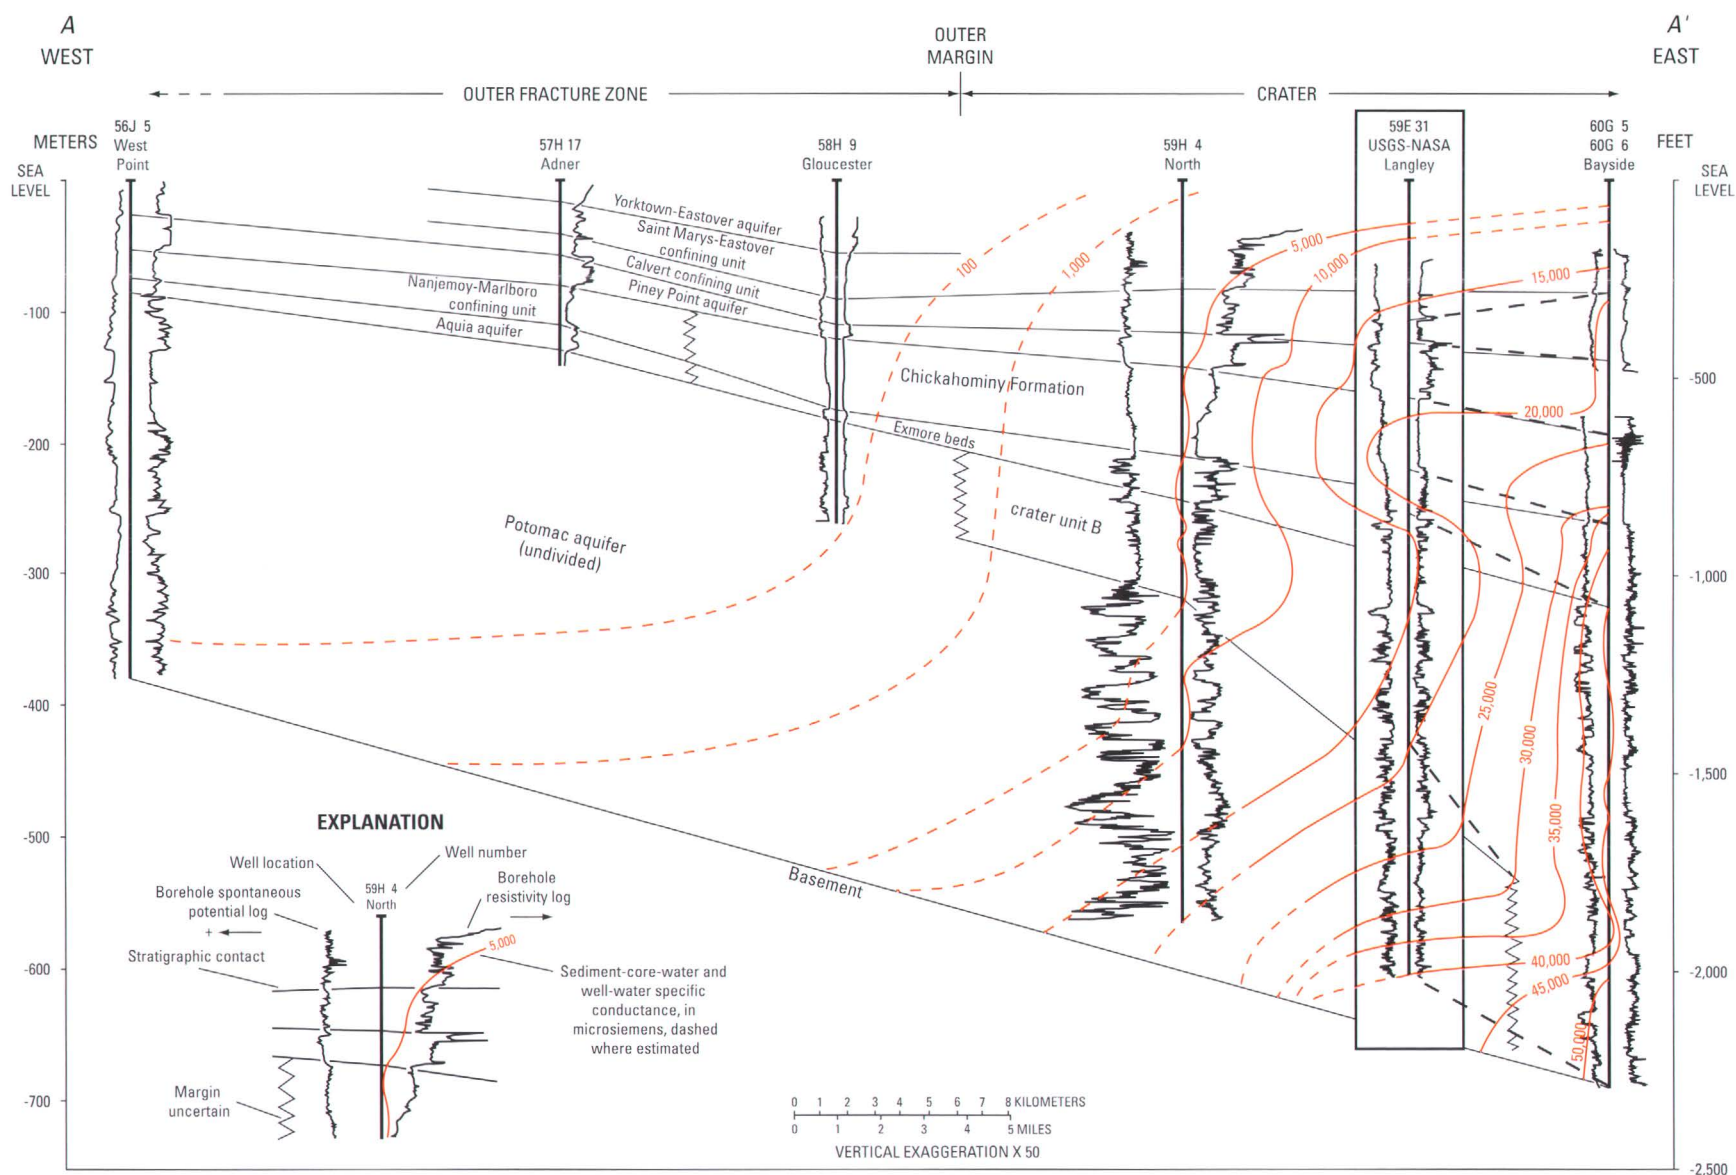 A
WEST
OUTER
MARGIN
A'
EAST
OUTER FRACTURE ZONE
CRATER
METERS
SEA
LEVEL
56J 5
West
Point
57H 17
Adner
58H 9
Gloucester
59H 4
North
59E 31
USGS-NASA
Langley
60G 5
60G 6
Bayside
FEET
SEA
LEVEL
-100
-200
-300
-400
-500
-600
-700
-500
-1,000
-1,500
-2,000
-2,500
Yorktown-Eastover aquifer
Saint Marys-Eastover
confining unit
Calvert confining unit
Piney Point aquifer
Nanjemoy-Marlboro
confining unit
Aquia aquifer
Chickahominy Formation
Exmore beds
crater unit B
Potomac aquifer
(undivided)
Basement
100
1,000
5,000
10,000
15,000
20,000
25,000
30,000
35,000
40,000
45,000
50,000
EXPLANATION
Well location
Well number
59H 4
North
Borehole spontaneous
potential log
+
Borehole
resistivity log
Stratigraphic contact
5,000
Sediment-core-water and
well-water specific
conductance, in
microsiemens, dashed
where estimated
Margin
uncertain
0 1 2 3 4 5 6 7 8 KILOMETERS
0 1 2 3 4 5 MILES
VERTICAL EXAGGERATION X 50